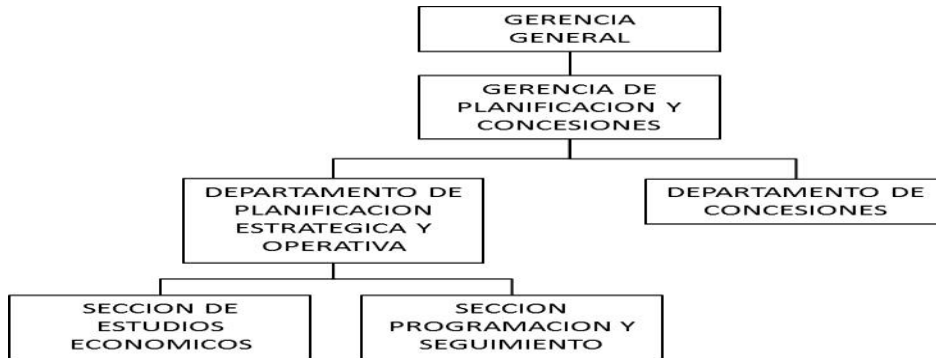 GERENCIA
GENERAL
GERENCIA DE
PLANIFICACION Y
CONCESIONES
DEPARTAMENTO DE
PLANIFICACION
ESTRATEGICA Y
OPERATIVA
DEPARTAMENTO DE
CONCESIONES
SECCION DE
ESTUDIOS
ECONOMICOS
SECCION
PROGRAMACION Y
SEGUIMIENTO